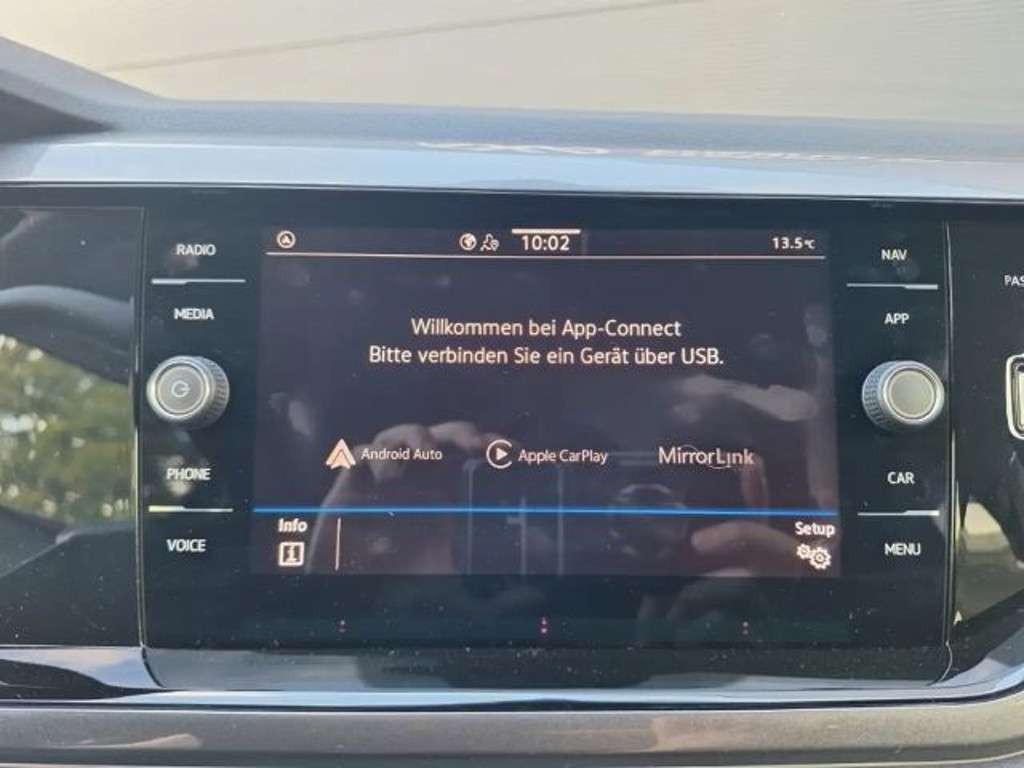 RADIO
MEDIA
PHONE
VOICE
10:02
13.5°C
Willkommen bei App-Connect
Bitte verbinden Sie ein Gerät über USB.
Android Auto
Apple CarPlay
MirrorLink
Info
Setup
NAV
APP
CAR
MENU
PAS